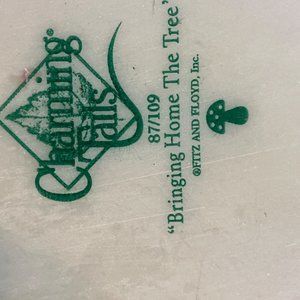 Charming
Tails®
87/109
"Bringing Home The Tree"
©FITZ AND FLOYD, Inc.